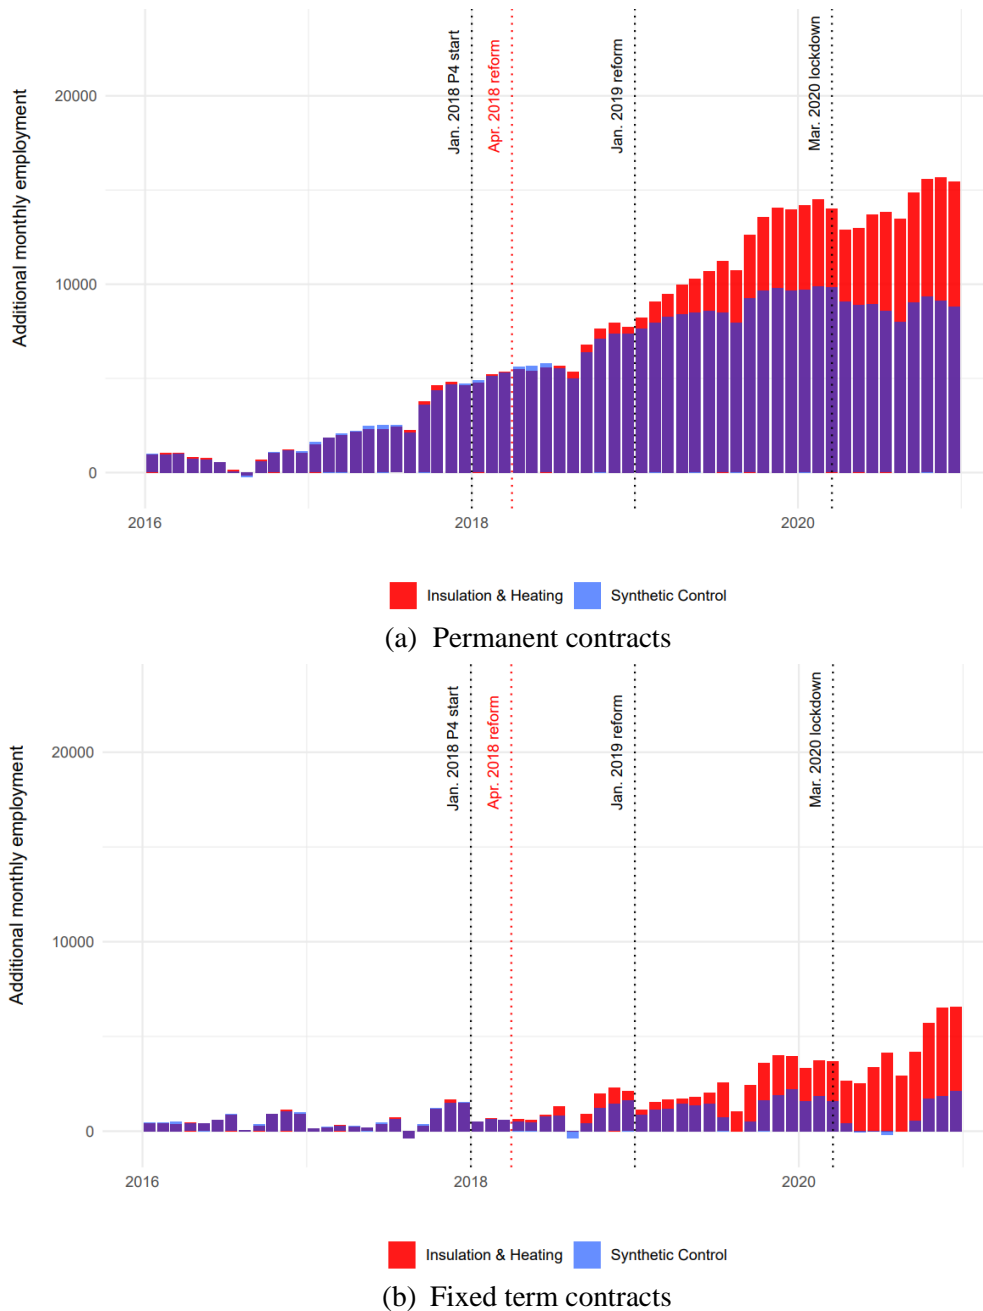 Additional monthly employment
20000
10000
0
Jan. 2018 P4 start
Apr. 2018 reform
Jan. 2019 reform
Mar. 2020 lockdown
2016
2018
2020
Insulation & Heating
Synthetic Control
(a) Permanent contracts
Additional monthly employment
20000
10000
0
Jan. 2018 P4 start
Apr. 2018 reform
Jan. 2019 reform
Mar. 2020 lockdown
2016
2018
2020
Insulation & Heating
Synthetic Control
(b) Fixed term contracts